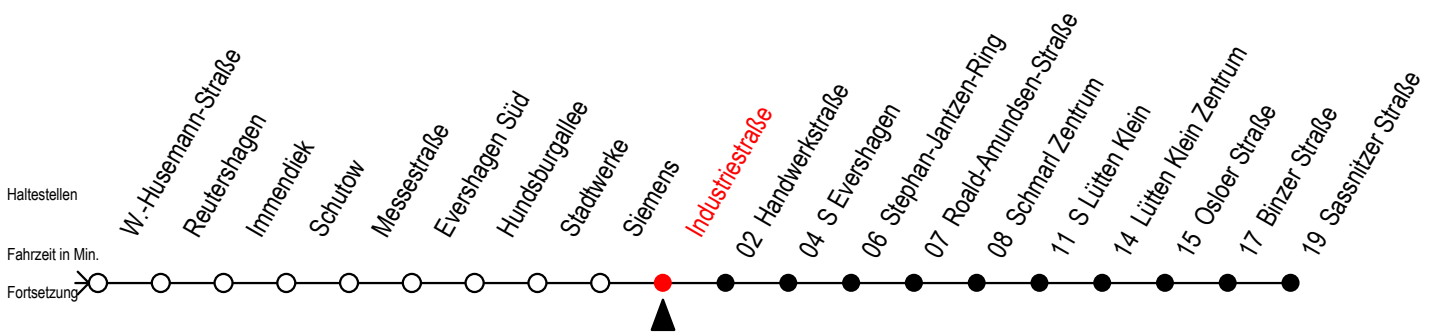 Haltestellen
Fahrzeit in Min.
Fortsetzung
W.-Husemann-Straße
Reutershagen
Immendiek
Schutow
Messestraße
Evershagen Süd
Hundsburgallee
Stadtwerke
Siemens
Industriestraße
02 Handwerkstraße
04 S Evershagen
06 Stephan-Jantzen-Ring
07 Roald-Amundsen-Straße
08 Schmarl Zentrum
11 S Lütten Klein
14 Lütten Klein Zentrum
15 Osloer Straße
17 Binzer Straße
19 Sassnitzer Straße